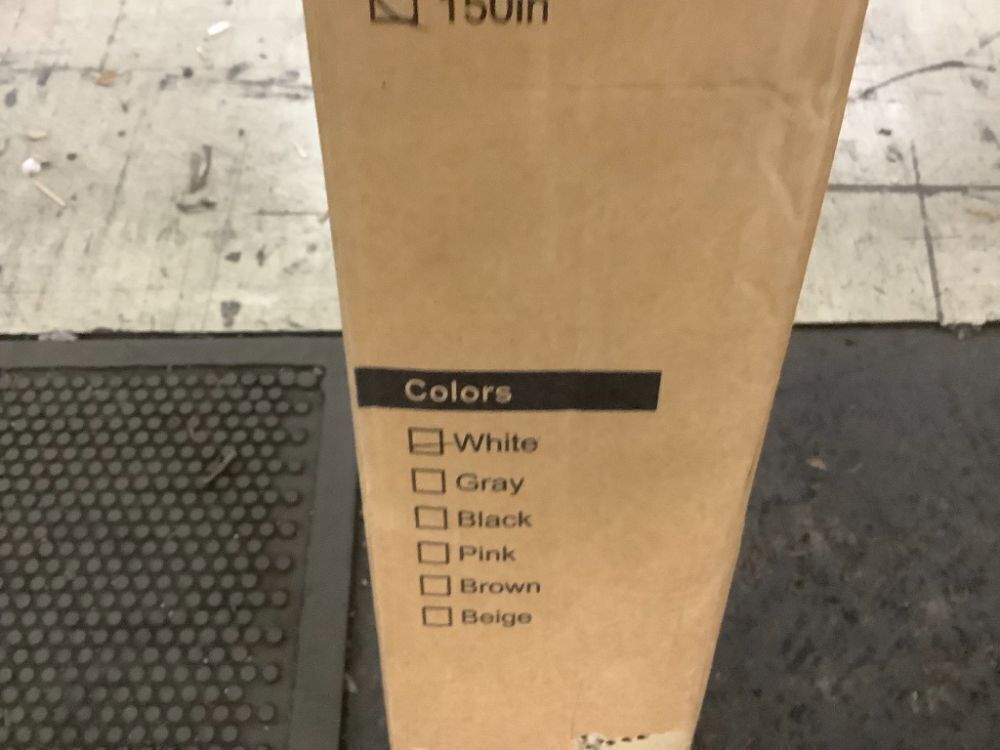 150in
Colors
White
Gray
Black
Pink
Brown
Beige